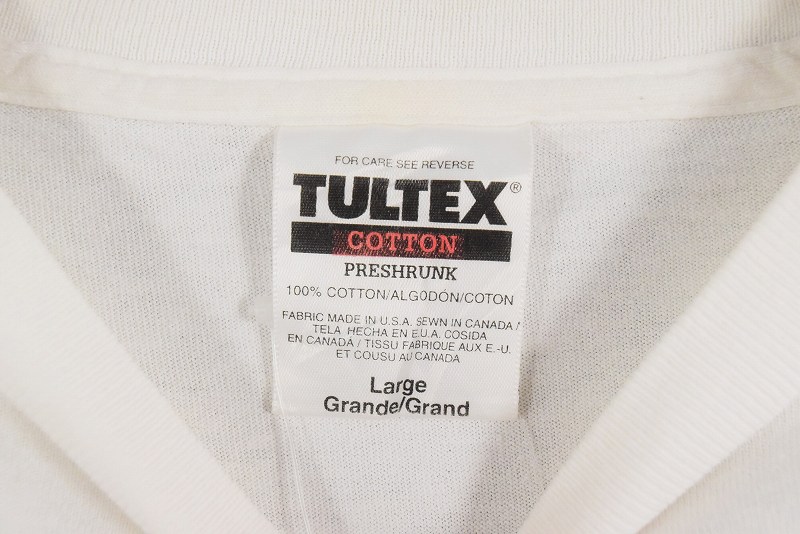 FOR CARE SEE REVERSE
TULTEX®
COTTON
PRESHRUNK
100% COTTON/ALGODÓN/COTON
FABRIC MADE IN U.S.A. SEWN IN CANADA/
TELA HECHA EN E.U.A. COSIDA
EN CANADA/ TISSU FABRIQUE AUX E.-U.
ET COUSU AU CANADA
Large
Grande/Grand